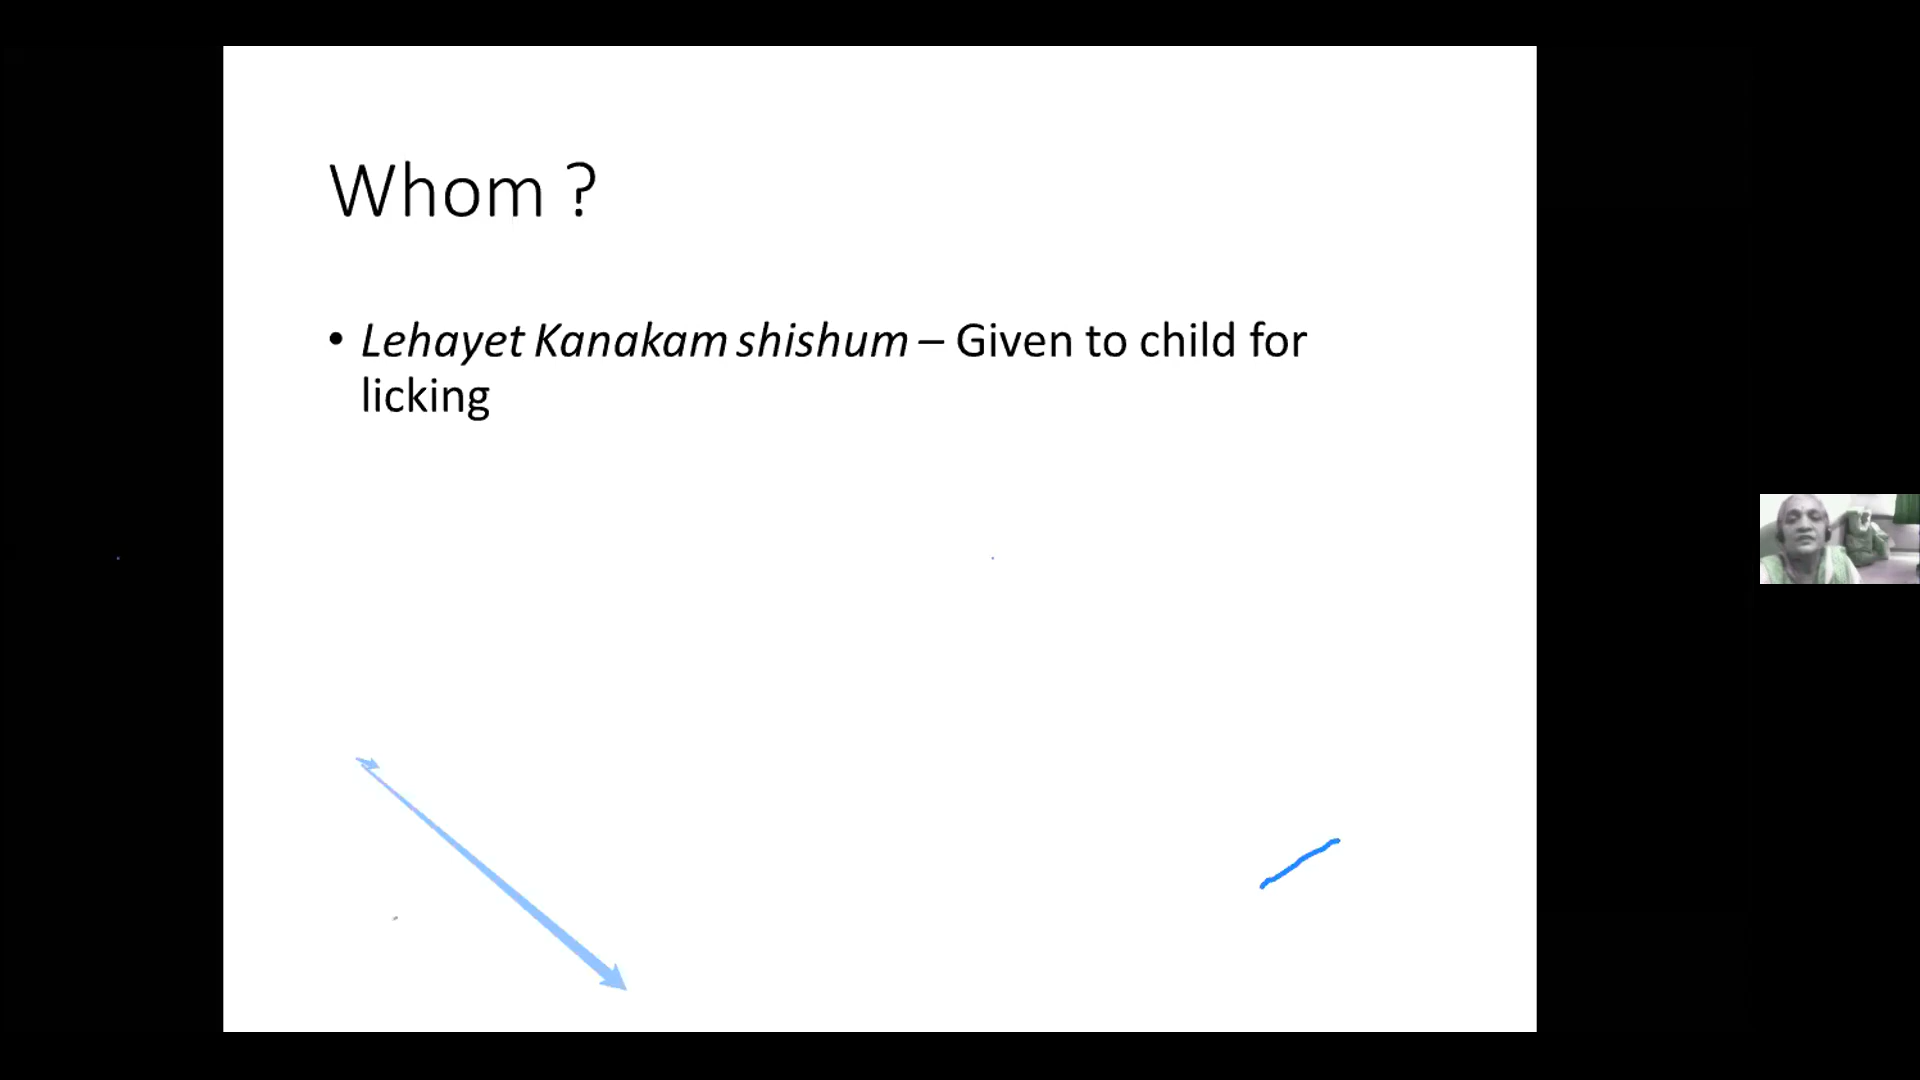 Whom ?
• Lehayet Kanakam shishum – Given to child for
licking